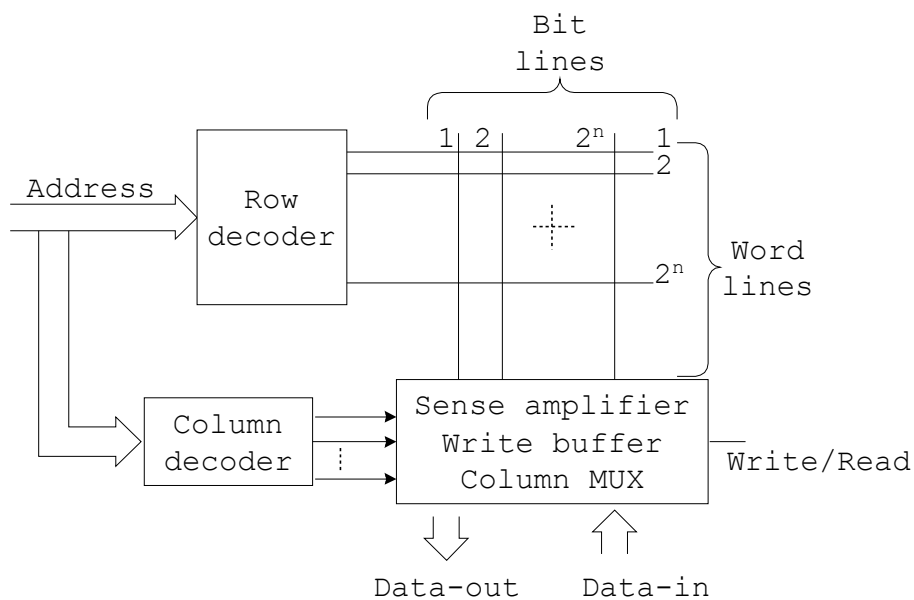 Bit
lines
1 2 2ⁿ 1
2
Address
Row
decoder
Word
lines
2ⁿ
Column
decoder
Sense amplifier
Write buffer
Column MUX
Write/Read
Data-out Data-in